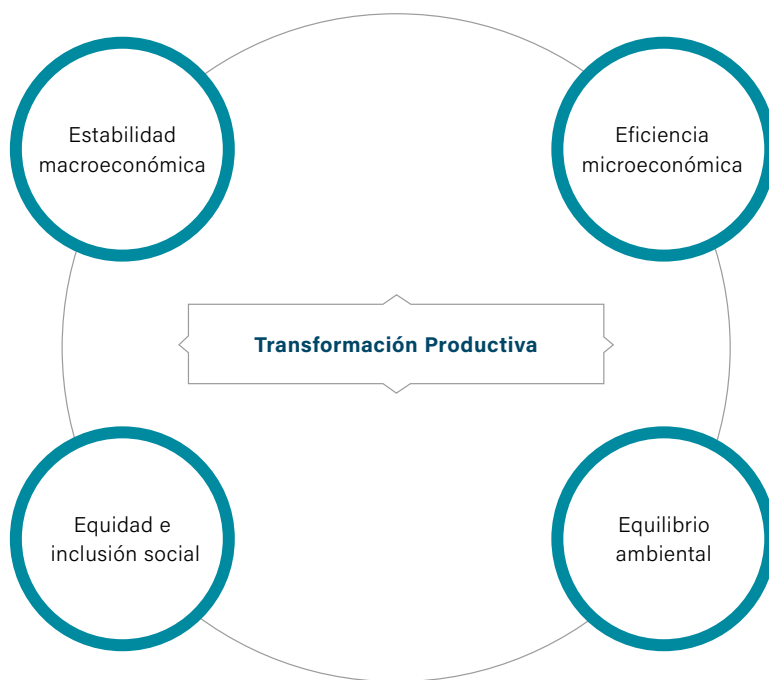 Estabilidad
macroeconómica
Eficiencia
microeconómica
Transformación Productiva
Equidad e
inclusión social
Equilibrio
ambiental